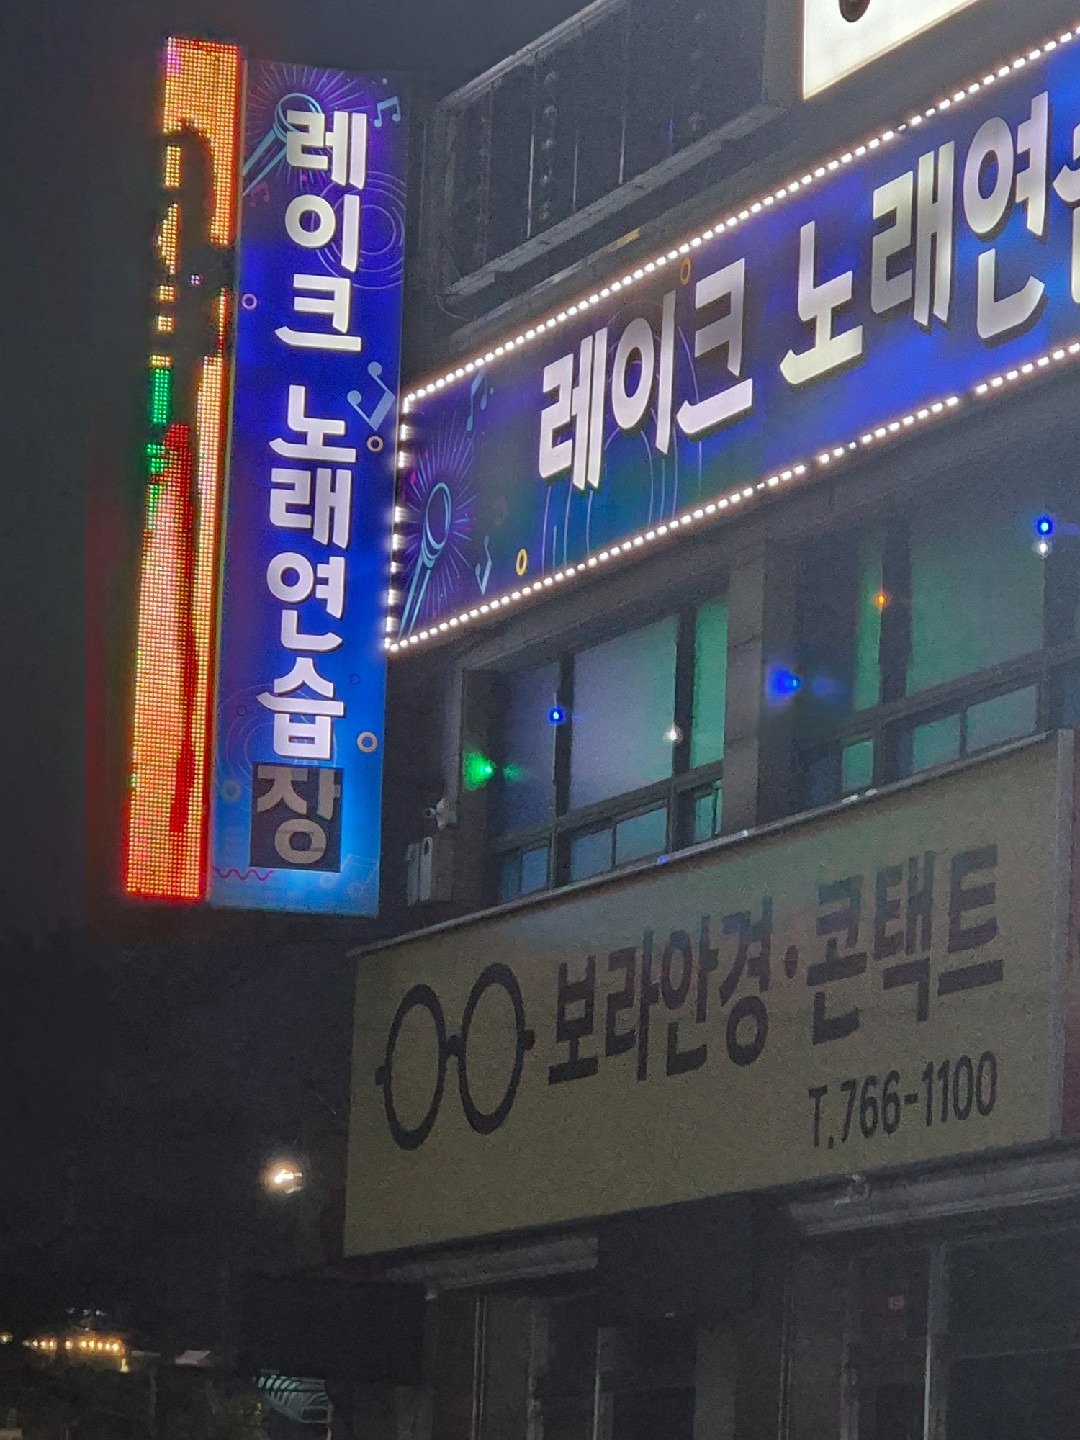 레이크 노래연습장
레이크 노래연
보라안경·콘택트
T.766-1100